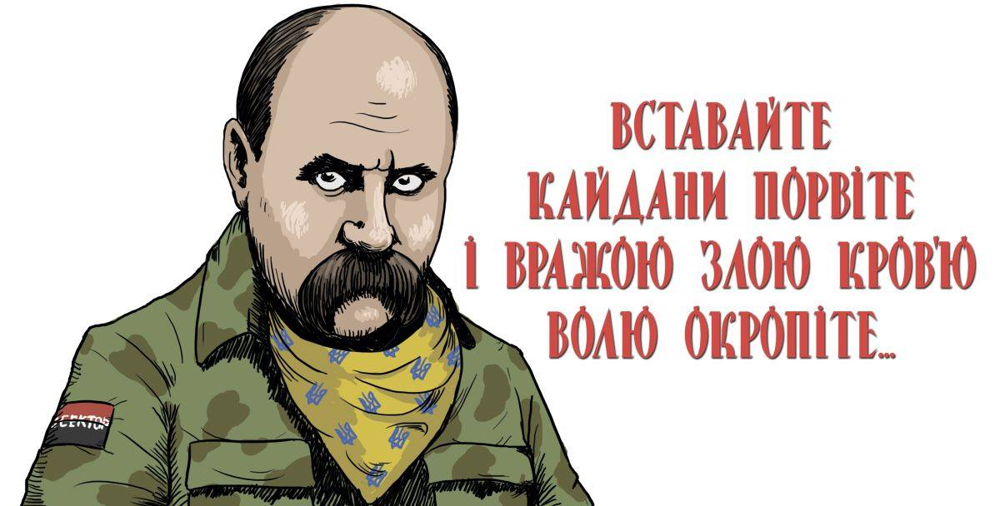 ВСТАВАЙТЕ
КАЙДАНИ ПОРВІТЕ
І ВРАЖОЮ ЗЛОЮ КРОВ'Ю
ВОЛЮ ОКРОПІТЕ...
СЕКТОР